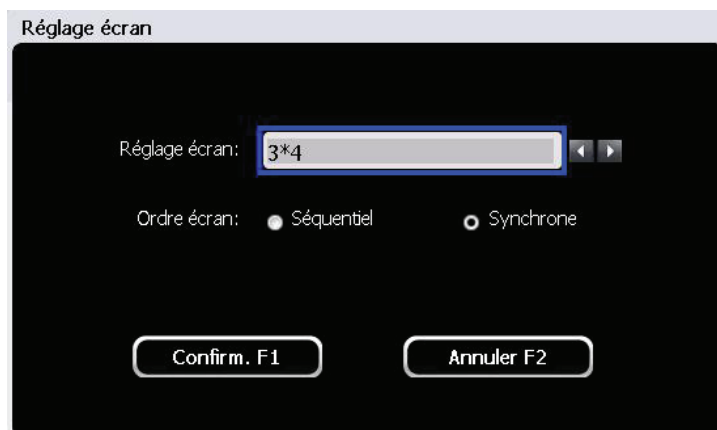 Réglage écran
Réglage écran: 3*4
Ordre écran: Séquentiel Synchrone
Confirm. F1 Annuler F2